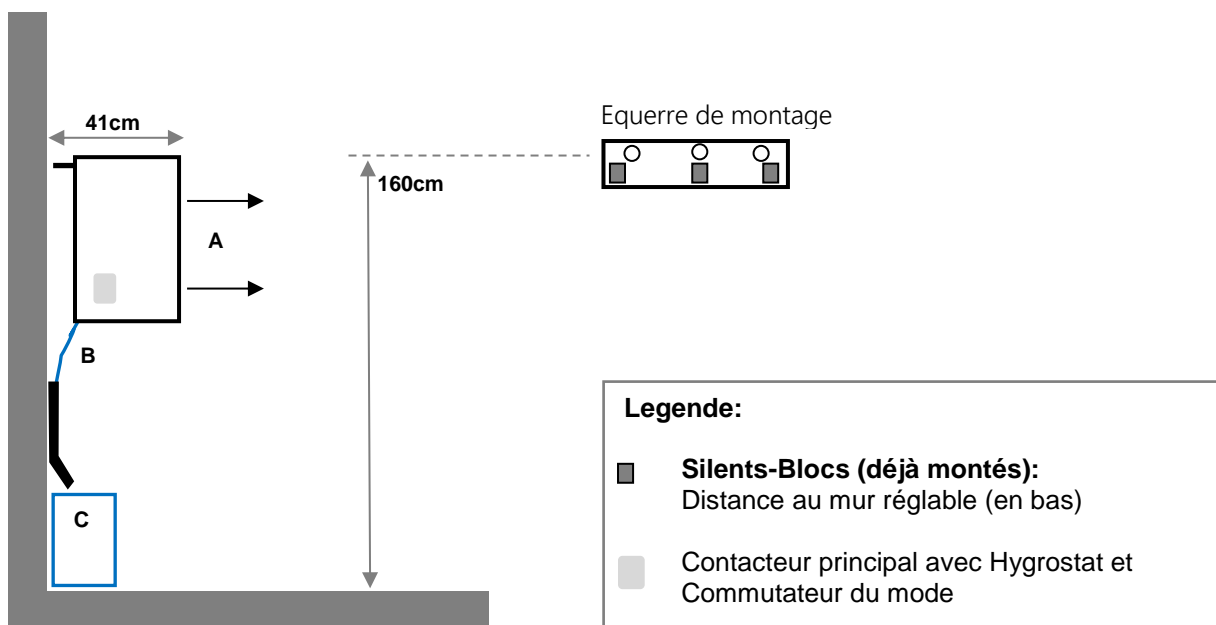 41cm
Equerre de montage
160cm
A
B
C
Legende:
Silents-Blocs (déjà montés):
Distance au mur réglable (en bas)
Contacteur principal avec Hygrostat et
Commutateur du mode